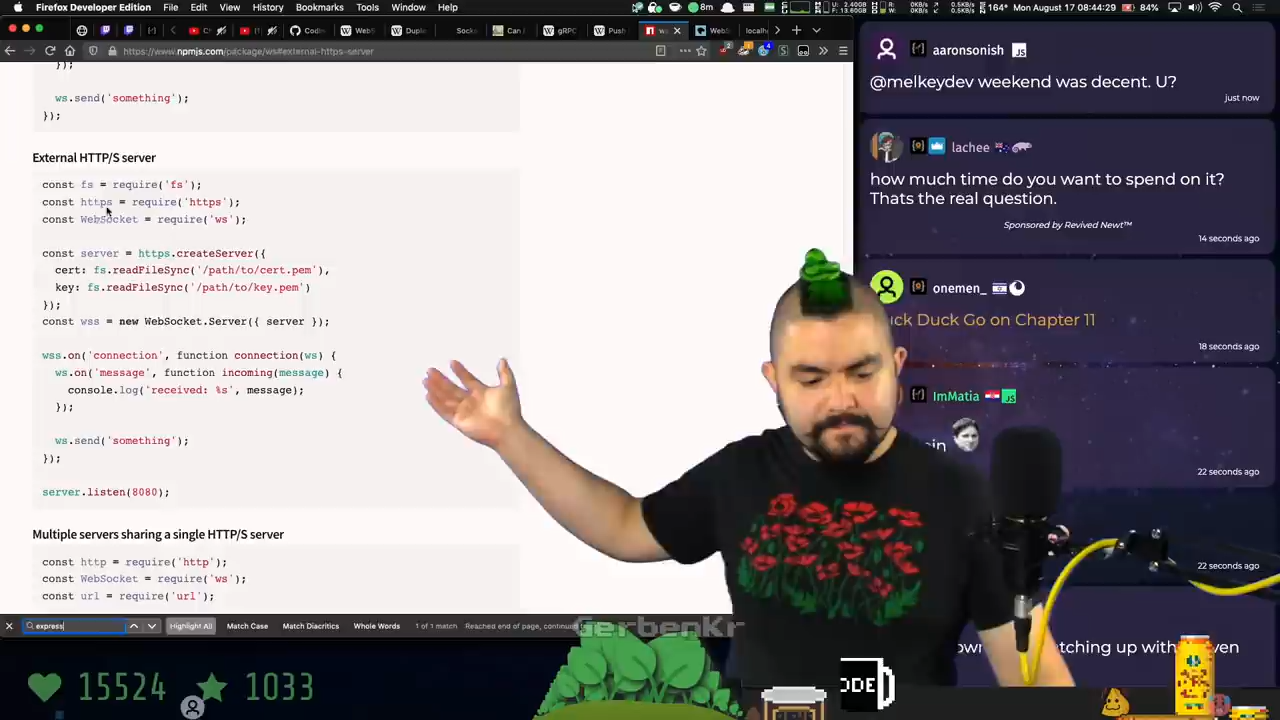 Firefox Developer Edition File Edit View History Bookmarks Tools Window Help
164* Mon August 17 08:44:29 84%
https://www.npmjs.com/package/ws#external-https-server
});
ws.send('something');
});
External HTTP/S server
const fs = require('fs');
const https = require('https');
const WebSocket = require('ws');
const server = https.createServer({
cert: fs.readFileSync('/path/to/cert.pem'),
key: fs.readFileSync('/path/to/key.pem')
});
const wss = new WebSocket.Server({ server });
wss.on('connection', function connection(ws) {
ws.on('message', function incoming(message) {
console.log('received: %s', message);
});
ws.send('something');
});
server.listen(8080);
Multiple servers sharing a single HTTP/S server
const http = require('http');
const WebSocket = require('ws');
const url = require('url');
express
Highlight All Match Case Match Diacritics Whole Words 1 of 1 match Reached end of page, continu
GerbenKr
15524 1033
aaronsonish
@melkeydev weekend was decent. U?
just now
lachee
how much time do you want to spend on it?
Thats the real question.
Sponsored by Revived Newt™
14 seconds ago
onemen_
uck Duck Go on Chapter 11
18 seconds ago
ImMatia
22 seconds ago
22 seconds ago
ODE